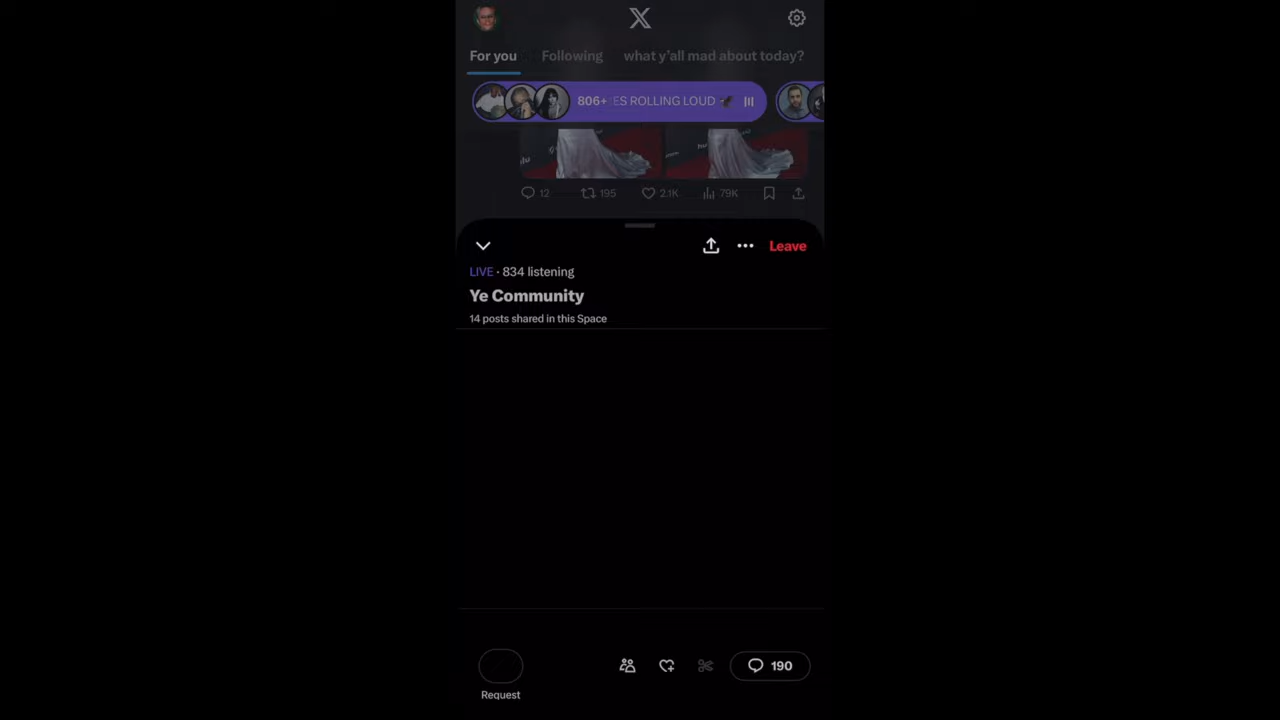 For you Following what y'all mad about today?
806+ ES ROLLING LOUD
12 195 2.1K 79K
Leave
LIVE · 834 listening
Ye Community
14 posts shared in this Space
190
Request